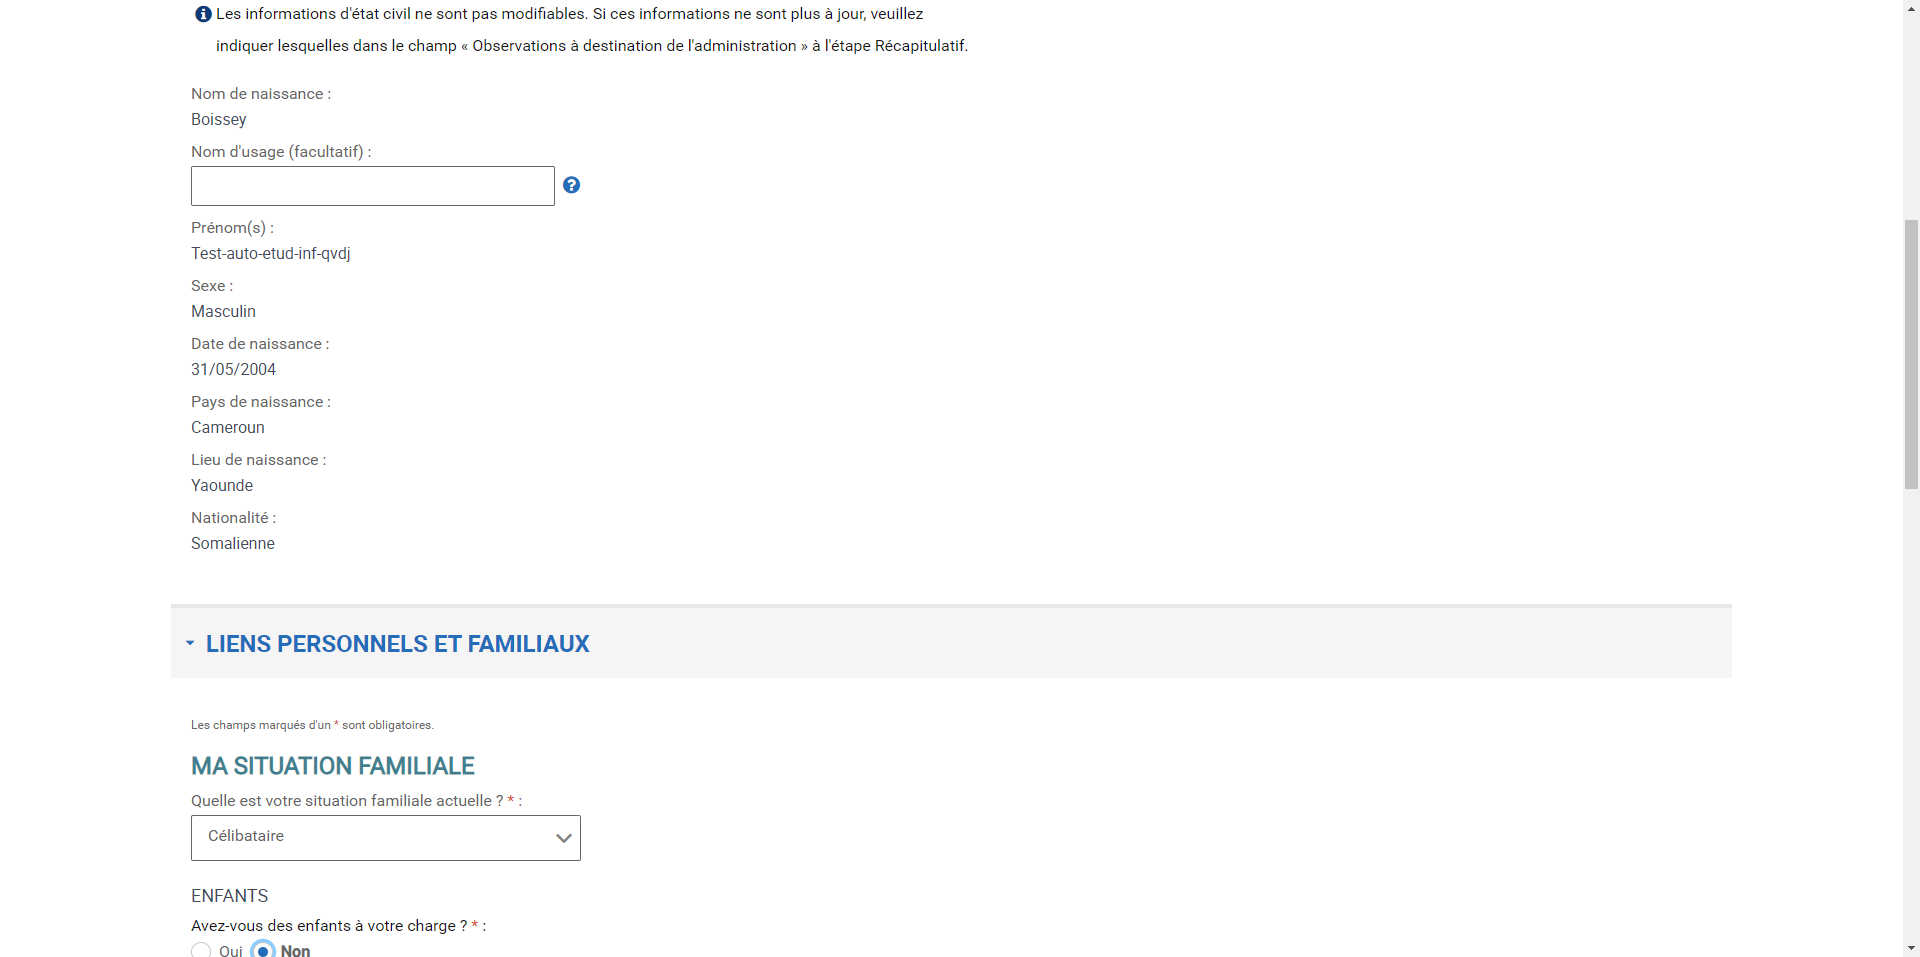 Les informations d'état civil ne sont pas modifiables. Si ces informations ne sont plus à jour, veuillez
indiquer lesquelles dans le champ « Observations à destination de l'administration » à l'étape Récapitulatif.
Nom de naissance :
Boissey
Nom d'usage (facultatif) :
Prénom(s) :
Test-auto-etud-inf-qvdj
Sexe :
Masculin
Date de naissance :
31/05/2004
Pays de naissance :
Cameroun
Lieu de naissance :
Yaounde
Nationalité :
Somalienne
LIENS PERSONNELS ET FAMILIAUX
Les champs marqués d'un * sont obligatoires.
MA SITUATION FAMILIALE
Quelle est votre situation familiale actuelle ? * :
Célibataire
ENFANTS
Avez-vous des enfants à votre charge ? * :
Oui Non